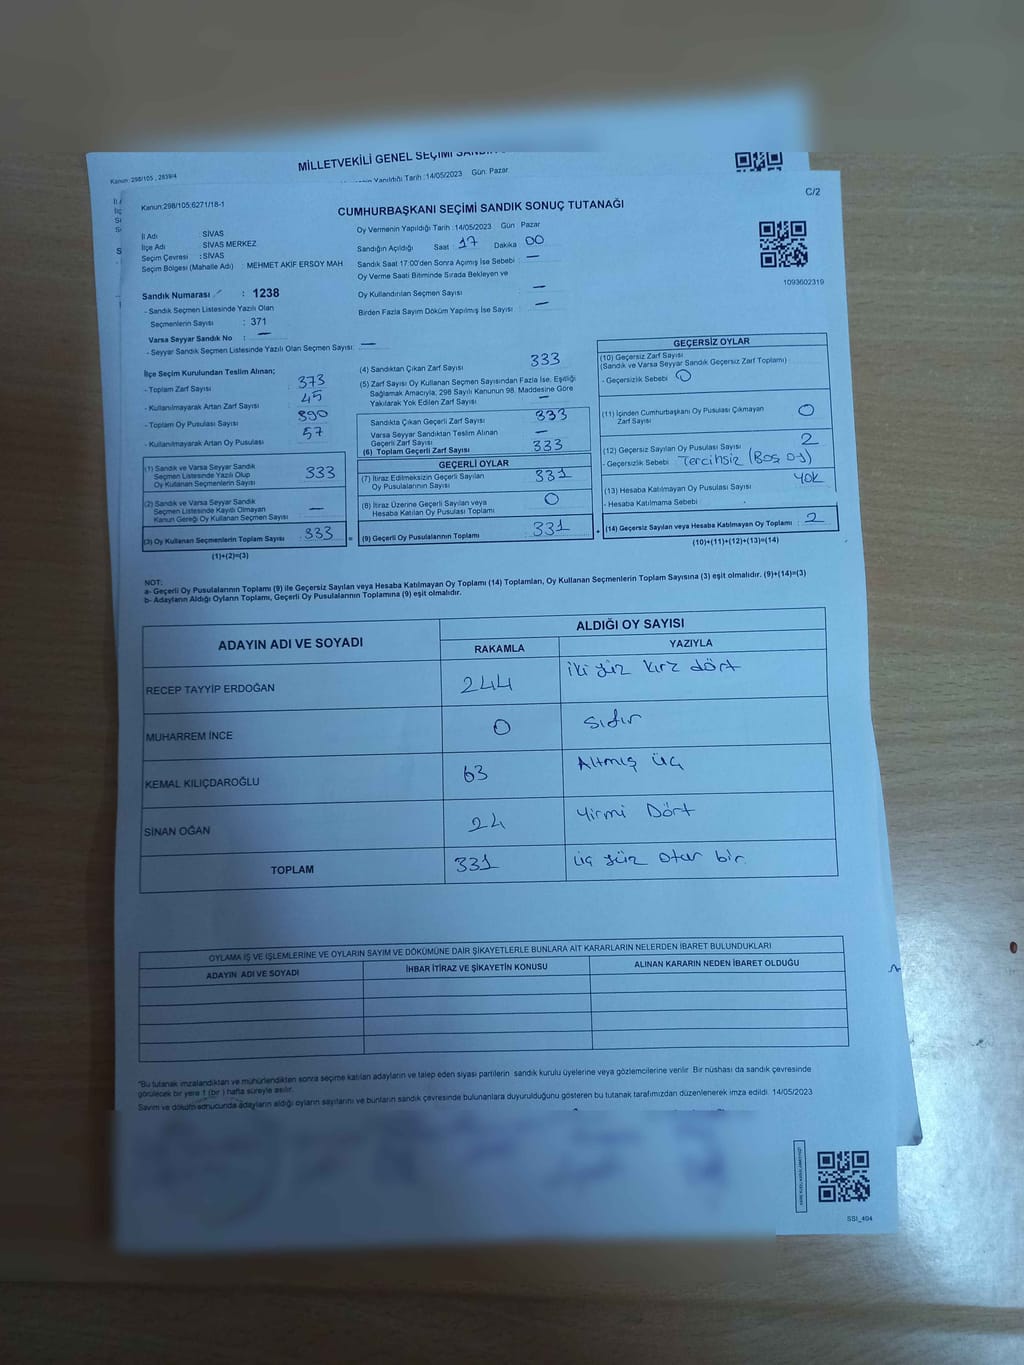 Kanun: 298/105 , 2839/4
MİLLETVEKİLİ GENEL SEÇİMİ
Yapıldığı Tarih :14/05/2023 Gün: Pazar
C/2
Kanun:298/105;6271/18-1
CUMHURBAŞKANI SEÇİMİ SANDIK SONUÇ TUTANAĞI
İl Adı : SİVAS
İlçe Adı : SİVAS MERKEZ
Seçim Çevresi : SİVAS
Seçim Bölgesi (Mahalle Adı) : MEHMET AKİF ERSOY MAH
Oy Vermenin Yapıldığı Tarih :14/05/2023 Gün : Pazar
Sandığın Açıldığı Saat 17 Dakika 00
Sandık Saat 17:00'den Sonra Açılmış İse Sebebi : —
Oy Verme Saati Bitiminde Sırada Bekleyen ve
Oy Kullandırılan Seçmen Sayısı —
Birden Fazla Sayım Döküm Yapılmış İse Sayısı : —
1093602319
Sandık Numarası : 1238
- Sandık Seçmen Listesinde Yazılı Olan
Seçmenlerin Sayısı : 371
Varsa Seyyar Sandık No : —
- Seyyar Sandık Seçmen Listesinde Yazılı Olan Seçmen Sayısı: —
İlçe Seçim Kurulundan Teslim Alınan;
- Toplam Zarf Sayısı : 373
- Kullanılmayarak Artan Zarf Sayısı : 45
- Toplam Oy Pusulası Sayısı : 390
- Kullanılmayarak Artan Oy Pusulası : 57
(1) Sandık ve Varsa Seyyar Sandık
Seçmen Listesinde Yazılı Olup
Oy Kullanan Seçmenlerin Sayısı 333
(2) Sandık ve Varsa Seyyar Sandık
Seçmen Listesinde Kaydı Olmayan
Kanun Gereği Oy Kullanan Seçmen Sayısı —
(3) Oy Kullanan Seçmenlerin Toplam Sayısı 333
(1)+(2)=(3)
(4) Sandıktan Çıkan Zarf Sayısı 333
(5) Zarf Sayısı Oy Kullanan Seçmen Sayısından Fazla İse, Eşitliği
Sağlamak Amacıyla, 298 Sayılı Kanunun 98. Maddesine Göre
Yakılarak Yok Edilen Zarf Sayısı —
Sandıkta Çıkan Geçerli Zarf Sayısı 333
Varsa Seyyar Sandıktan Teslim Alınan
Geçerli Zarf Sayısı —
(6) Toplam Geçerli Zarf Sayısı 333
GEÇERLİ OYLAR
(7) İtiraz Edilmeksizin Geçerli Sayılan
Oy Pusulalarının Sayısı 331
(8) İtiraz Üzerine Geçerli Sayılan veya
Hesaba Katılan Oy Pusulası Toplamı 0
(9) Geçerli Oy Pusulalarının Toplamı 331
GEÇERSİZ OYLAR
(10) Geçersiz Zarf Sayısı
(Sandık ve Varsa Seyyar Sandık Geçersiz Zarf Toplamı)
- Geçersizlik Sebebi : 0
(11) İçinden Cumhurbaşkanı Oy Pusulası Çıkmayan
Zarf Sayısı 0
(12) Geçersiz Sayılan Oy Pusulası Sayısı 2
- Geçersizlik Sebebi Tercihsiz (Boş oy)
(13) Hesaba Katılmayan Oy Pusulası Sayısı YOK
- Hesaba Katılmama Sebebi :
(14) Geçersiz Sayılan veya Hesaba Katılmayan Oy Toplamı : 2
(10)+(11)+(12)+(13)=(14)
NOT:
a- Geçerli Oy Pusulalarının Toplamı (9) ile Geçersiz Sayılan veya Hesaba Katılmayan Oy Toplamı (14) Toplamları, Oy Kullanan Seçmenlerin Toplam Sayısına (3) eşit olmalıdır. (9)+(14)=(3)
b- Adayların Aldığı Oyların Toplamı, Geçerli Oy Pusulalarının Toplamına (9) eşit olmalıdır.
ADAYIN ADI VE SOYADI
ALDIĞI OY SAYISI
RAKAMLA YAZIYLA
RECEP TAYYİP ERDOĞAN 244 iki yüz kırk dört
MUHARREM İNCE 0 sıfır
KEMAL KILIÇDAROĞLU 63 Altmış üç
SİNAN OĞAN 24 Yirmi Dört
TOPLAM 331 üç yüz otuz bir
OYLAMA İŞ VE İŞLEMLERİNE VE OYLARIN SAYIM VE DÖKÜMÜNE DAİR ŞİKAYETLERLE BUNLARA AİT KARARLARIN NELERDEN İBARET BULUNDUKLARI
ADAYIN ADI VE SOYADI İHBAR İTİRAZ VE ŞİKAYETİN KONUSU ALINAN KARARIN NEDEN İBARET OLDUĞU
"Bu tutanak imzalandıktan ve mühürlendikten sonra seçime katılan adayların ve talep eden siyasi partilerin sandık kurulu üyelerine veya gözlemcilerine verilir. Bir nüshası da sandık çevresinde
görülecek bir yere 1 (bir ) hafta süreyle asılır.
Sayım ve döküm sonucunda adayların aldığı oyların sayılarını ve bunların sandık çevresinde bulunanlara duyurulduğunu gösteren bu tutanak tarafımızdan düzenlenerek imza edildi. 14/05/2023
SSI_404